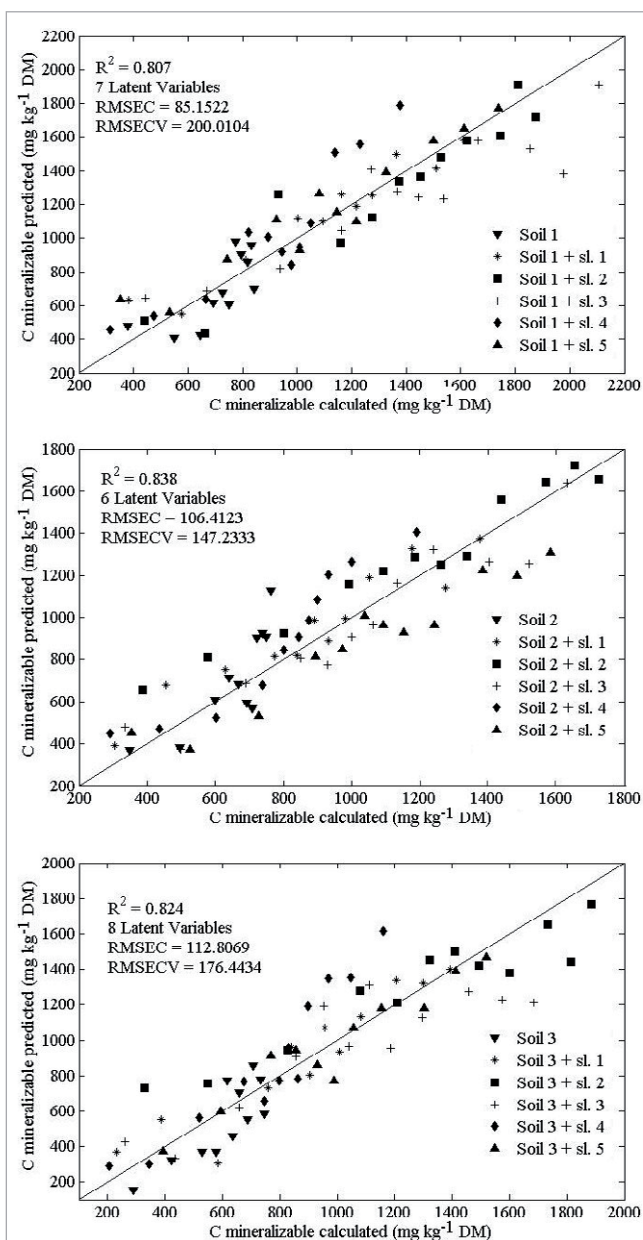 2200
2000
1800
1600
1400
1200
1000
800
600
400
200
C mineralizable predicted (mg kg-1 DM)
R2 = 0.807
7 Latent Variables
RMSEC = 85.1522
RMSECV = 200.0104
Soil 1
Soil 1 + sl. 1
Soil 1 + sl. 2
Soil 1 + sl. 3
Soil 1 + sl. 4
Soil 1 + sl. 5
200 400 600 800 1000 1200 1400 1600 1800 2000 2200
C mineralizable calculated (mg kg-1 DM)
1800
1600
1400
1200
1000
800
600
400
200
C mineralizable predicted (mg kg-1 DM)
R2 = 0.838
6 Latent Variables
RMSEC – 106.4123
RMSECV = 147.2333
Soil 2
Soil 2 + sl. 1
Soil 2 + sl. 2
Soil 2 + sl. 3
Soil 2 + sl. 4
Soil 2 + sl. 5
200 400 600 800 1000 1200 1400 1600 1800
C mineralizable calculated (mg kg-1 DM)
2000
1800
1600
1400
1200
1000
800
600
400
200
C mineralizable predicted (mg kg-1 DM)
R2 = 0.824
8 Latent Variables
RMSEC = 112.8069
RMSECV = 176.4434
Soil 3
Soil 3 + sl. 1
Soil 3 + sl. 2
Soil 3 + sl. 3
Soil 3 + sl. 4
Soil 3 + sl. 5
200 400 600 800 1000 1200 1400 1600 1800 2000
C mineralizable calculated (mg kg-1 DM)